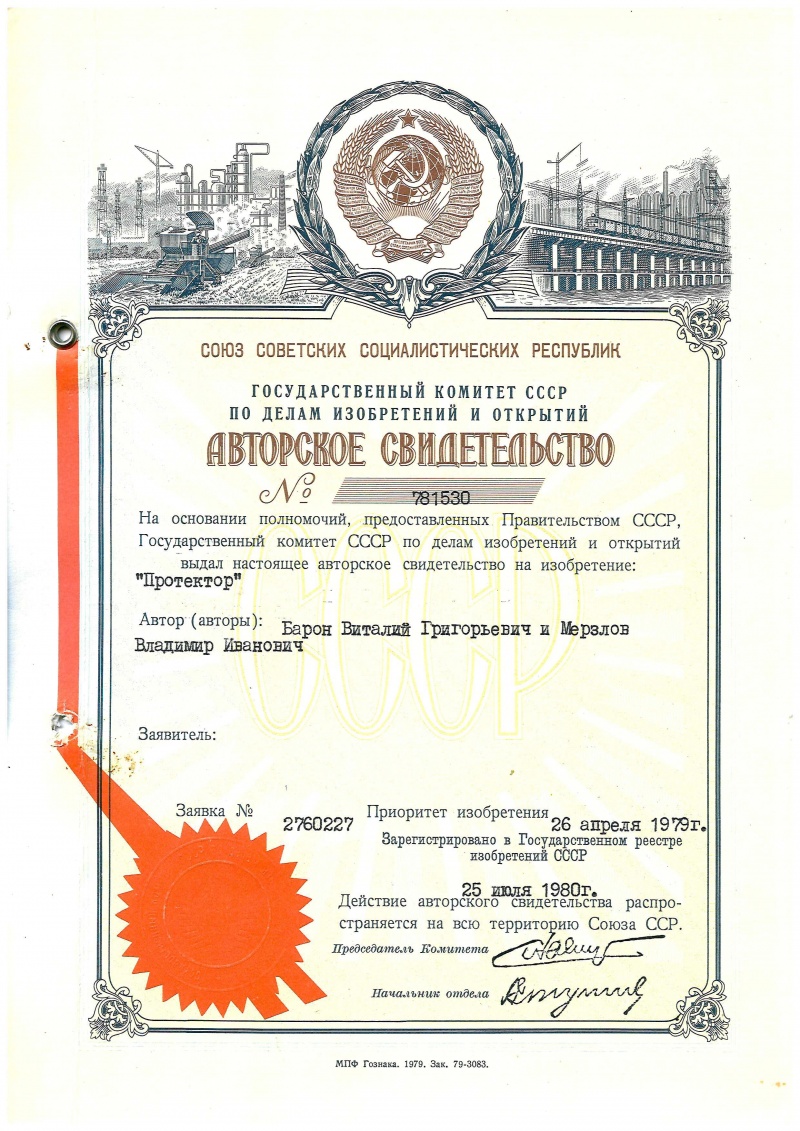 СОЮЗ СОВЕТСКИХ СОЦИАЛИСТИЧЕСКИХ РЕСПУБЛИК
ГОСУДАРСТВЕННЫЙ КОМИТЕТ СССР
ПО ДЕЛАМ ИЗОБРЕТЕНИЙ И ОТКРЫТИЙ
АВТОРСКОЕ СВИДЕТЕЛЬСТВО
№ 781530
На основании полномочий, предоставленных Правительством СССР,
Государственный комитет СССР по делам изобретений и открытий
выдал настоящее авторское свидетельство на изобретение:
"Протектор"
Автор (авторы): Барон Виталий Григорьевич и Мерзлов
Владимир Иванович
СССР
Заявитель:
Заявка № 2760227 Приоритет изобретения 26 апреля 1979г.
Зарегистрировано в Государственном реестре
изобретений СССР
25 июля 1980г.
Действие авторского свидетельства распро-
страняется на всю территорию Союза ССР.
Председатель Комитета
Начальник отдела
МПФ Гознака. 1979. Зак. 79-3083.